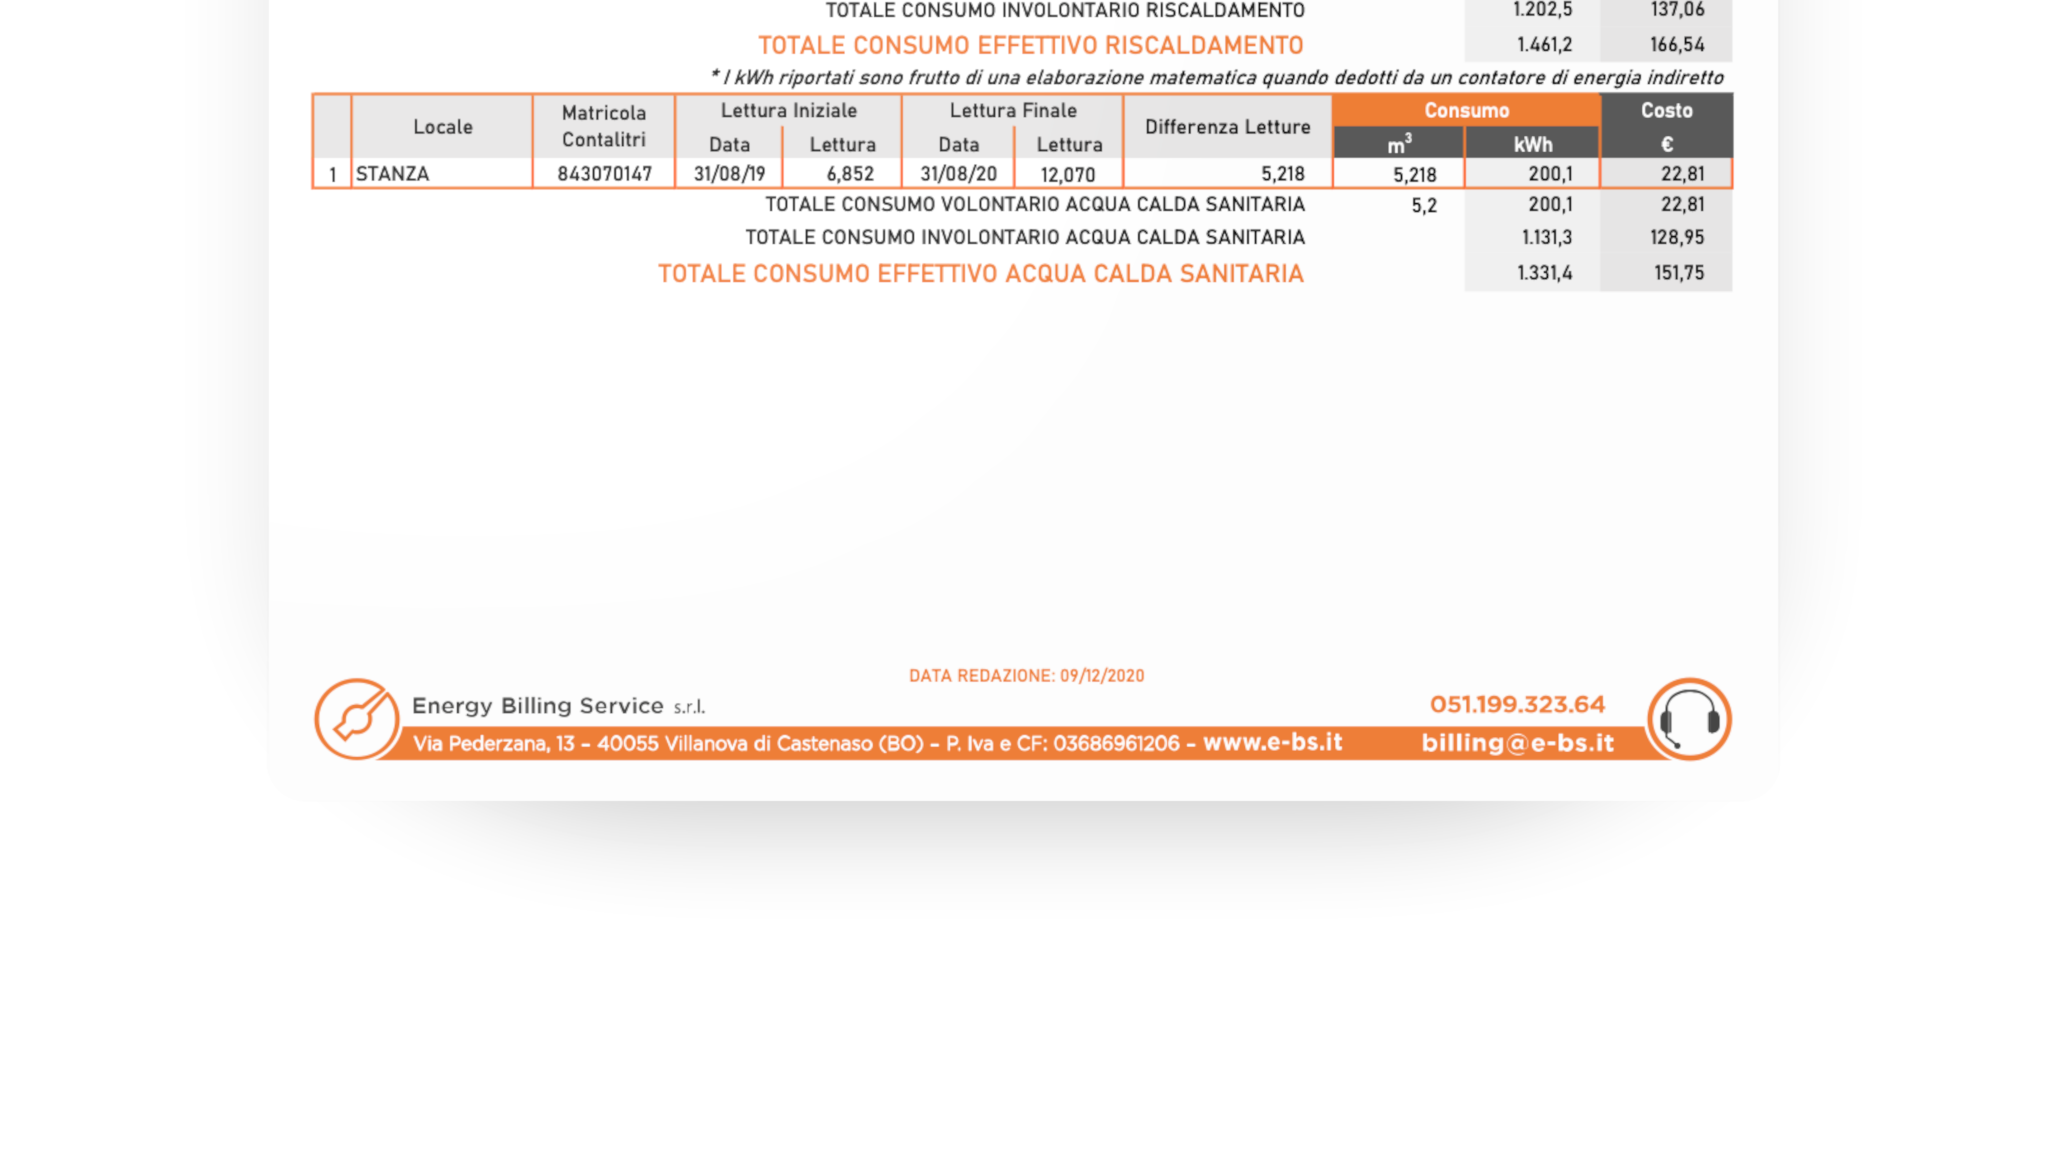 TOTALE CONSUMO INVOLONTARIO RISCALDAMENTO 1.202,5 137,06
TOTALE CONSUMO EFFETTIVO RISCALDAMENTO 1.461,2 166,54
* I kWh riportati sono frutto di una elaborazione matematica quando dedotti da un contatore di energia indiretto
Locale Matricola Contalitri Lettura Iniziale Lettura Finale Differenza Letture Consumo Costo
Data Lettura Data Lettura m³ kWh €
1 STANZA 843070147 31/08/19 6,852 31/08/20 12,070 5,218 5,218 200,1 22,81
TOTALE CONSUMO VOLONTARIO ACQUA CALDA SANITARIA 5,2 200,1 22,81
TOTALE CONSUMO INVOLONTARIO ACQUA CALDA SANITARIA 1.131,3 128,95
TOTALE CONSUMO EFFETTIVO ACQUA CALDA SANITARIA 1.331,4 151,75
DATA REDAZIONE: 09/12/2020
Energy Billing Service s.r.l. 051.199.323.64
Via Pederzana, 13 – 40055 Villanova di Castenaso (BO) – P. Iva e CF: 03686961206 – www.e-bs.it billing@e-bs.it